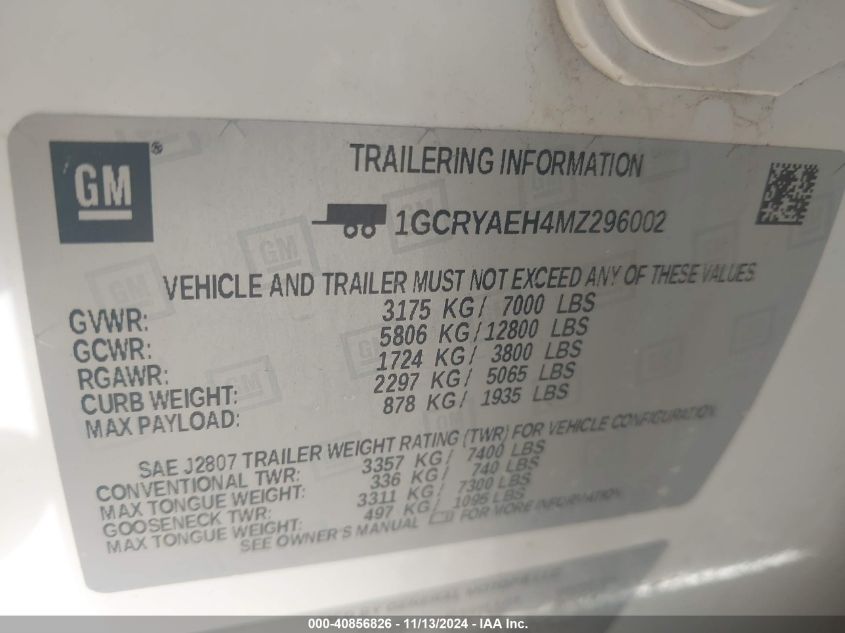 GM
TRAILERING INFORMATION
1GCRYAEH4MZ296002
VEHICLE AND TRAILER MUST NOT EXCEED ANY OF THESE VALUES.
GVWR: 3175 KG/ 7000 LBS
GCWR: 5806 KG/12800 LBS
RGAWR: 1724 KG/ 3800 LBS
CURB WEIGHT: 2297 KG/ 5065 LBS
MAX PAYLOAD: 878 KG/ 1935 LBS
SAE J2807 TRAILER WEIGHT RATING (TWR) FOR VEHICLE CONFIGURATION
CONVENTIONAL TWR: 3357 KG/ 7400 LBS
MAX TONGUE WEIGHT: 336 KG/ 740 LBS
GOOSENECK TWR: 3311 KG/ 7300 LBS
MAX TONGUE WEIGHT: 497 KG/ 1095 LBS
SEE OWNER'S MANUAL FOR MORE INFORMATION.
BY GENERAL MOTORS LLC
000-40856826 - 11/13/2024 - IAA Inc.